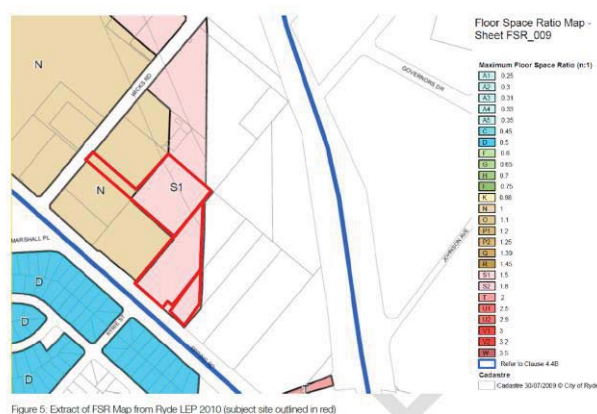 Floor Space Ratio Map -
Sheet FSR_009
Maximum Floor Space Ratio (n:1)
A1 0.25
A2 0.3
A3 0.31
A4 0.33
A5 0.35
C 0.45
D 0.5
F 0.6
G 0.65
H 0.7
I 0.75
K 0.98
N 1
O 1.1
P1 1.2
P2 1.25
Q 1.39
R 1.45
S1 1.5
S2 1.8
T 2
U1 2.5
U2 2.9
V1 3
V2 3.2
W 3.5
Refer to Clause 4.4B
Cadastre
Cadastre 30/07/2009 © City of Ryde
N
WICKS RD
GOVERNORS DR
N
S1
MARSHALL PL
JOHNSON AVE
D
D
D
D
T
Figure 5: Extract of FSR Map from Ryde LEP 2010 (subject site outlined in red)